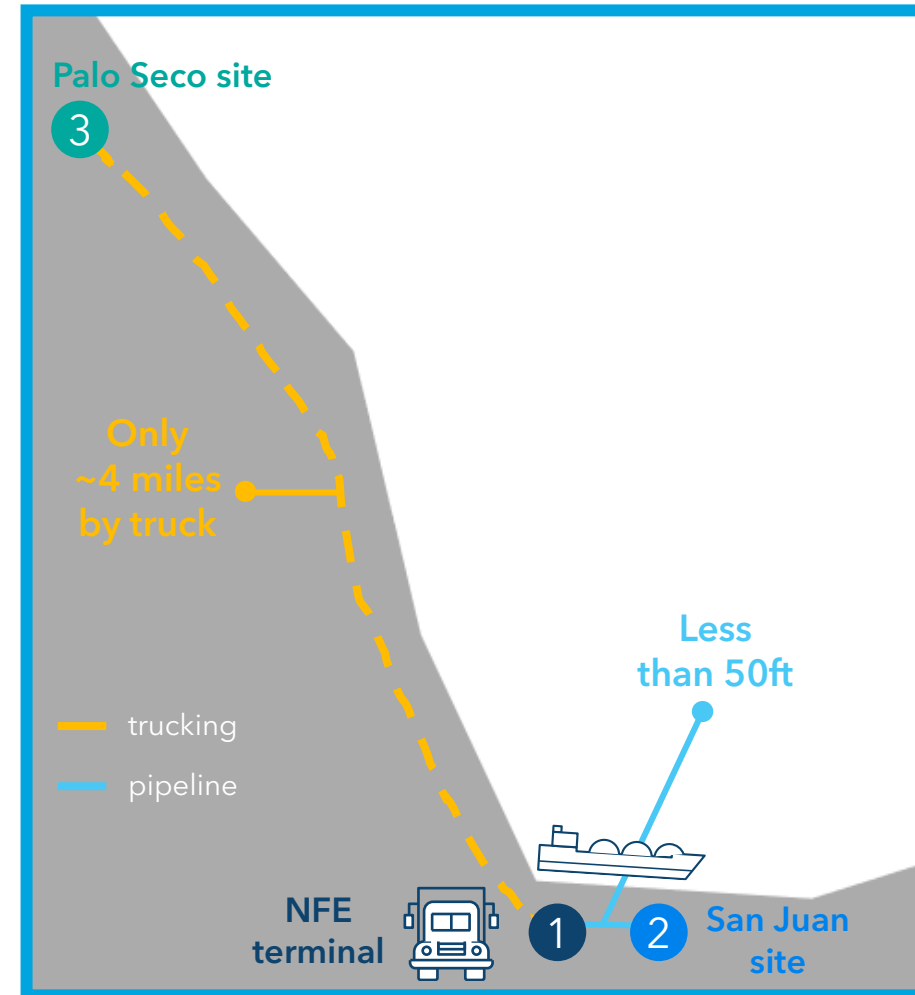 Palo Seco site
3
Only
~4 miles
by truck
Less
than 50ft
trucking
pipeline
NFE
terminal
1
2
San Juan
site